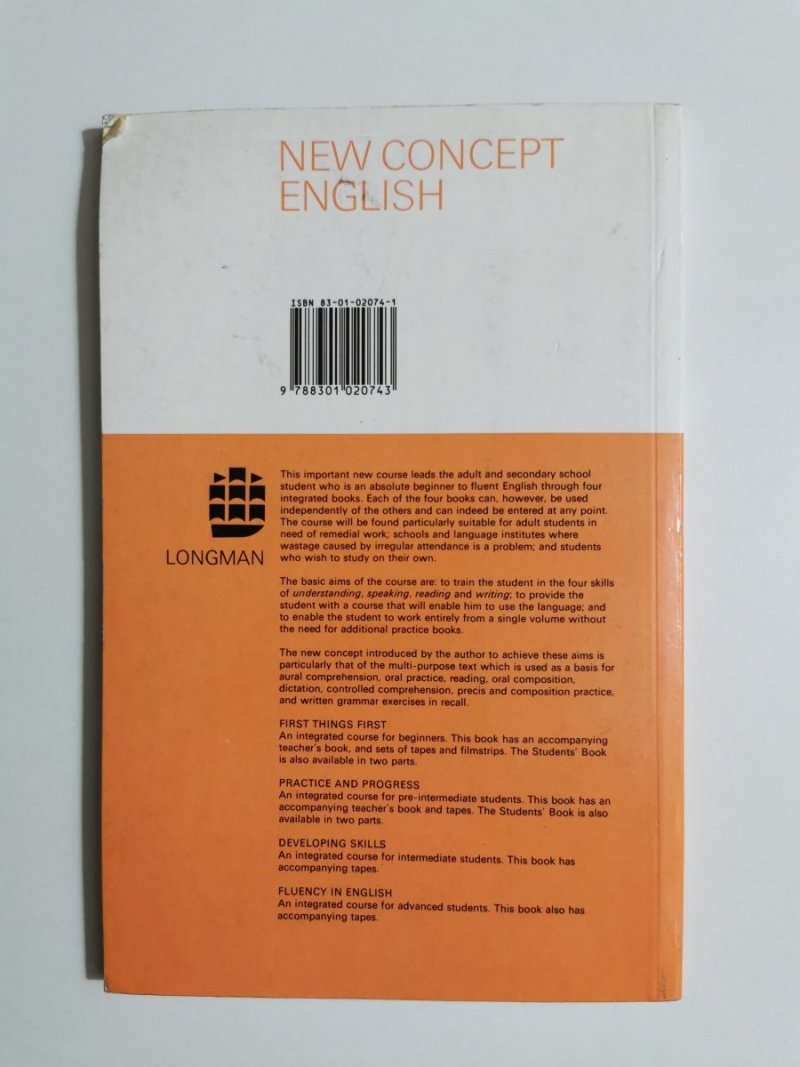 NEW CONCEPT
ENGLISH
ISBN 83-01-02074-1
9 788301 020743
This important new course leads the adult and secondary school
student who is an absolute beginner to fluent English through four
integrated books. Each of the four books can, however, be used
independently of the others and can indeed be entered at any point.
The course will be found particularly suitable for adult students in
need of remedial work; schools and language institutes where
wastage caused by irregular attendance is a problem; and students
who wish to study on their own.
LONGMAN
The basic aims of the course are: to train the student in the four skills
of understanding, speaking, reading and writing; to provide the
student with a course that will enable him to use the language; and
to enable the student to work entirely from a single volume without
the need for additional practice books.
The new concept introduced by the author to achieve these aims is
particularly that of the multi-purpose text which is used as a basis for
aural comprehension, oral practice, reading, oral composition,
dictation, controlled comprehension, precis and composition practice,
and written grammar exercises in recall.
FIRST THINGS FIRST
An integrated course for beginners. This book has an accompanying
teacher's book, and sets of tapes and filmstrips. The Students' Book
is also available in two parts.
PRACTICE AND PROGRESS
An integrated course for pre-intermediate students. This book has an
accompanying teacher's book and tapes. The Students' Book is also
available in two parts.
DEVELOPING SKILLS
An integrated course for intermediate students. This book has
accompanying tapes.
FLUENCY IN ENGLISH
An integrated course for advanced students. This book also has
accompanying tapes.